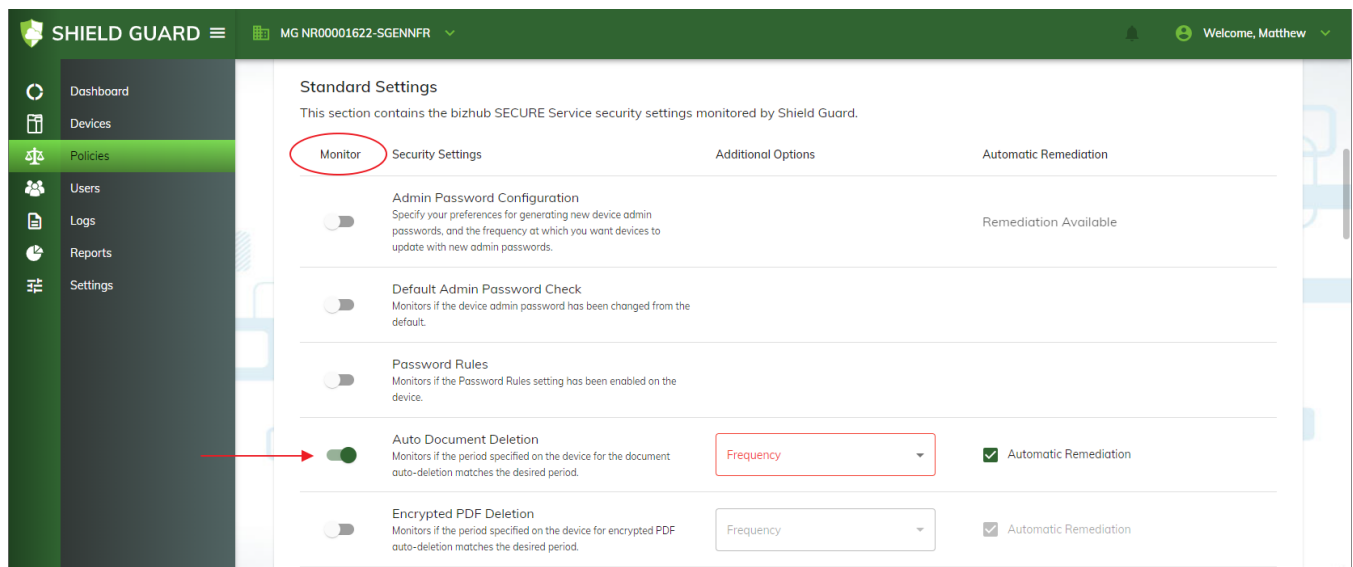 SHIELD GUARD
MG NR00001622-SGENNFR
Welcome, Matthew
Dashboard
Devices
Policies
Users
Logs
Reports
Settings
Standard Settings
This section contains the bizhub SECURE Service security settings monitored by Shield Guard.
Monitor Security Settings Additional Options Automatic Remediation
Admin Password Configuration
Specify your preferences for generating new device admin
passwords, and the frequency at which you want devices to
update with new admin passwords.
Remediation Available
Default Admin Password Check
Monitors if the device admin password has been changed from the
default.
Password Rules
Monitors if the Password Rules setting has been enabled on the
device.
Auto Document Deletion
Monitors if the period specified on the device for the document
auto-deletion matches the desired period.
Frequency
Automatic Remediation
Encrypted PDF Deletion
Monitors if the period specified on the device for encrypted PDF
auto-deletion matches the desired period.
Frequency
Automatic Remediation